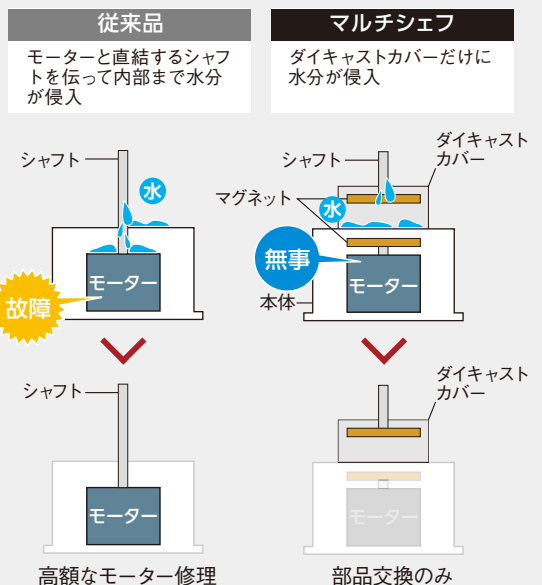 従来品
モーターと直結するシャフ
トを伝って内部まで水分
が侵入
シャフト
水
モーター
故障
シャフト
モーター
高額なモーター修理
マルチシェフ
ダイキャストカバーだけに
水分が侵入
ダイキャスト
カバー
シャフト
マグネット
水
無事
モーター
本体
ダイキャスト
カバー
モーター
部品交換のみ